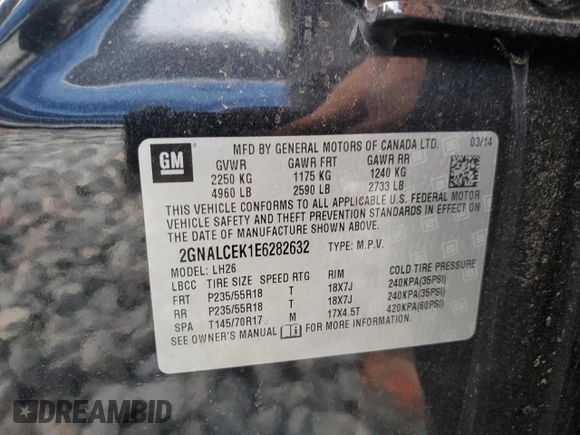 GM
MFD BY GENERAL MOTORS OF CANADA LTD. 03/14
GVWR GAWR FRT GAWR RR
2250 KG 1175 KG 1240 KG
4960 LB 2590 LB 2733 LB
THIS VEHICLE CONFORMS TO ALL APPLICABLE U.S. FEDERAL MOTOR
VEHICLE SAFETY AND THEFT PREVENTION STANDARDS IN EFFECT ON
THE DATE OF MANUFACTURE SHOWN ABOVE.
2GNALCEK1E6282632 TYPE: M.P.V.
MODEL: LH26
LBCC TIRE SIZE SPEED RTG RIM COLD TIRE PRESSURE
FRT P235/55R18 T 18X7J 240KPA(35PSI)
RR P235/55R18 T 18X7J 240KPA(35PSI)
SPA T145/70R17 M 17X4.5T 420KPA(60PSI)
SEE OWNER'S MANUAL FOR MORE INFORMATION.
DREAMBID